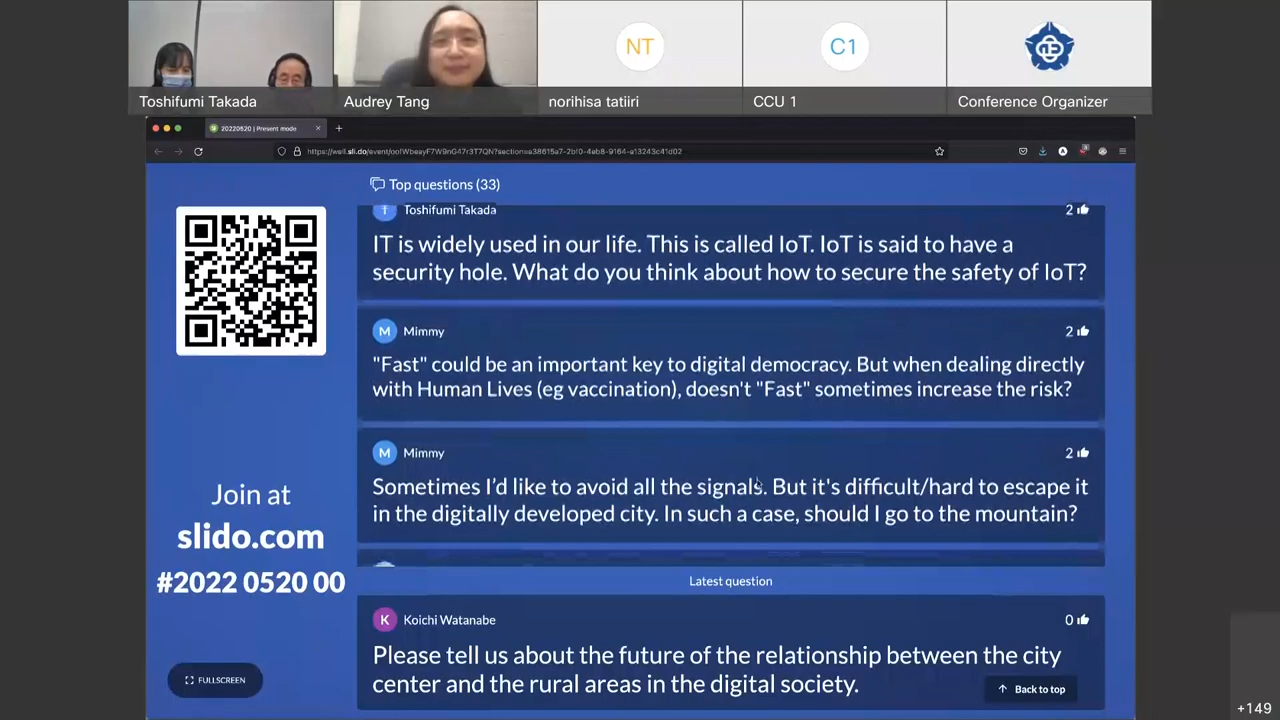 Toshifumi Takada
Audrey Tang
NT
norihisa tatiiri
C1
CCU 1
Conference Organizer
20220520 | Present mode
Top questions (33)
Toshifumi Takada
2
IT is widely used in our life. This is called IoT. IoT is said to have a
security hole. What do you think about how to secure the safety of IoT?
M
Mimmy
2
"Fast" could be an important key to digital democracy. But when dealing directly
with Human Lives (eg vaccination), doesn't "Fast" sometimes increase the risk?
M
Mimmy
2
Sometimes I'd like to avoid all the signals. But it's difficult/hard to escape it
in the digitally developed city. In such a case, should I go to the mountain?
Join at
slido.com
#2022 0520 00
Latest question
K
Koichi Watanabe
0
Please tell us about the future of the relationship between the city
center and the rural areas in the digital society.
FULLSCREEN
Back to top
+149